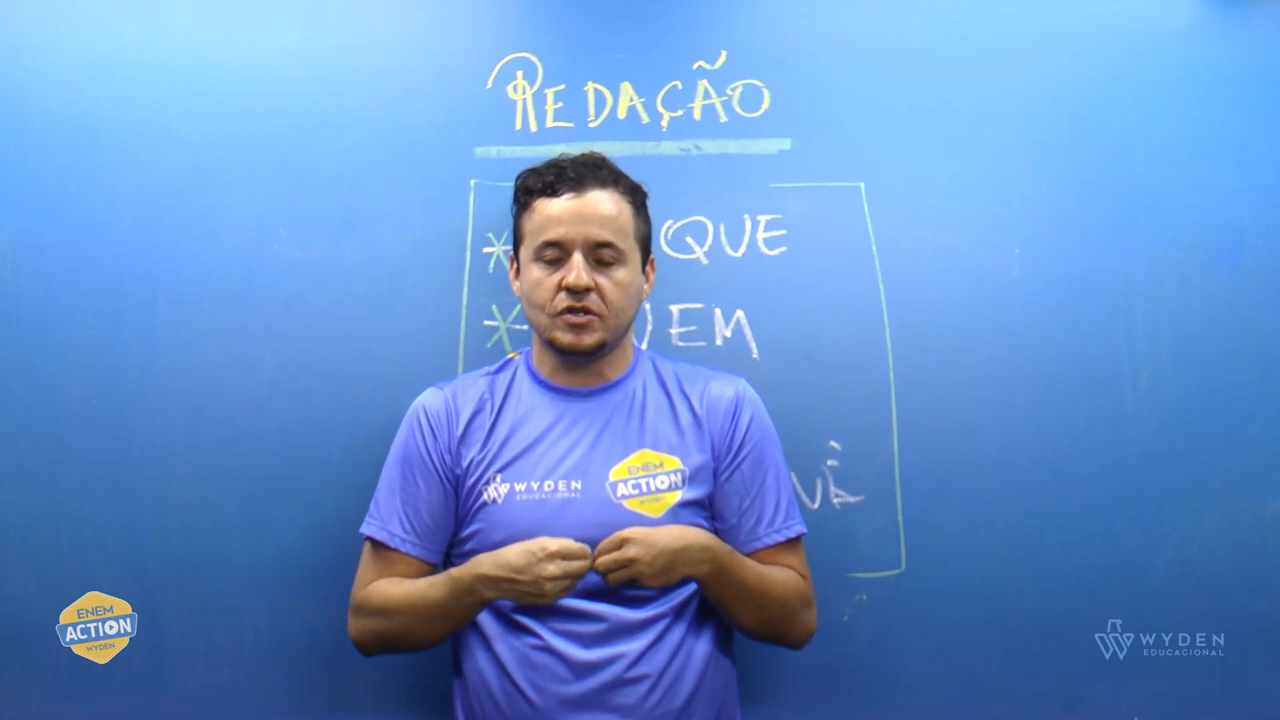 REDAÇÃO
* QUE
* EM
WYDEN
EDUCACIONAL
ENEM
ACTION
WYDEN
ENEM
ACTION
WYDEN
WYDEN
EDUCACIONAL